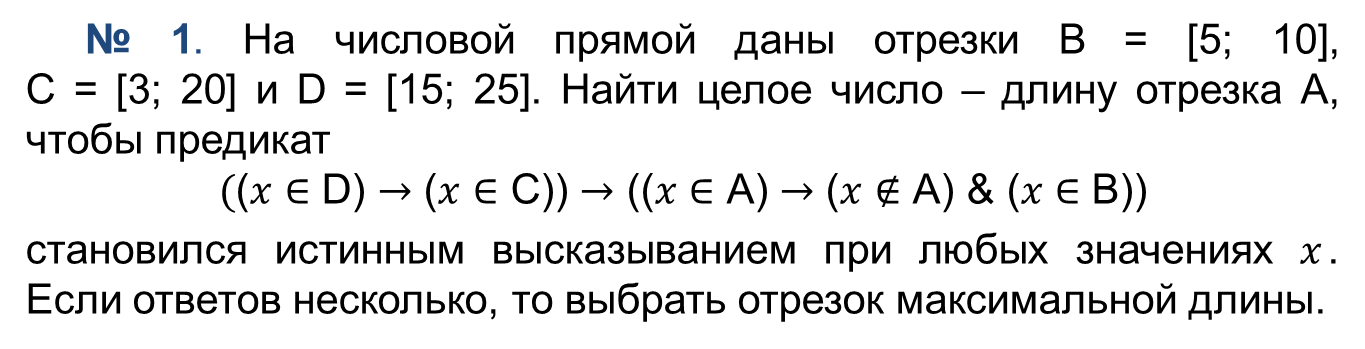 № 1. На числовой прямой даны отрезки B = [5; 10],
C = [3; 20] и D = [15; 25]. Найти целое число – длину отрезка A,
чтобы предикат
((𝑥 ∈ D) → (𝑥 ∈ C)) → ((𝑥 ∈ A) → (𝑥 ∉ A) & (𝑥 ∈ B))
становился истинным высказыванием при любых значениях 𝑥.
Если ответов несколько, то выбрать отрезок максимальной длины.